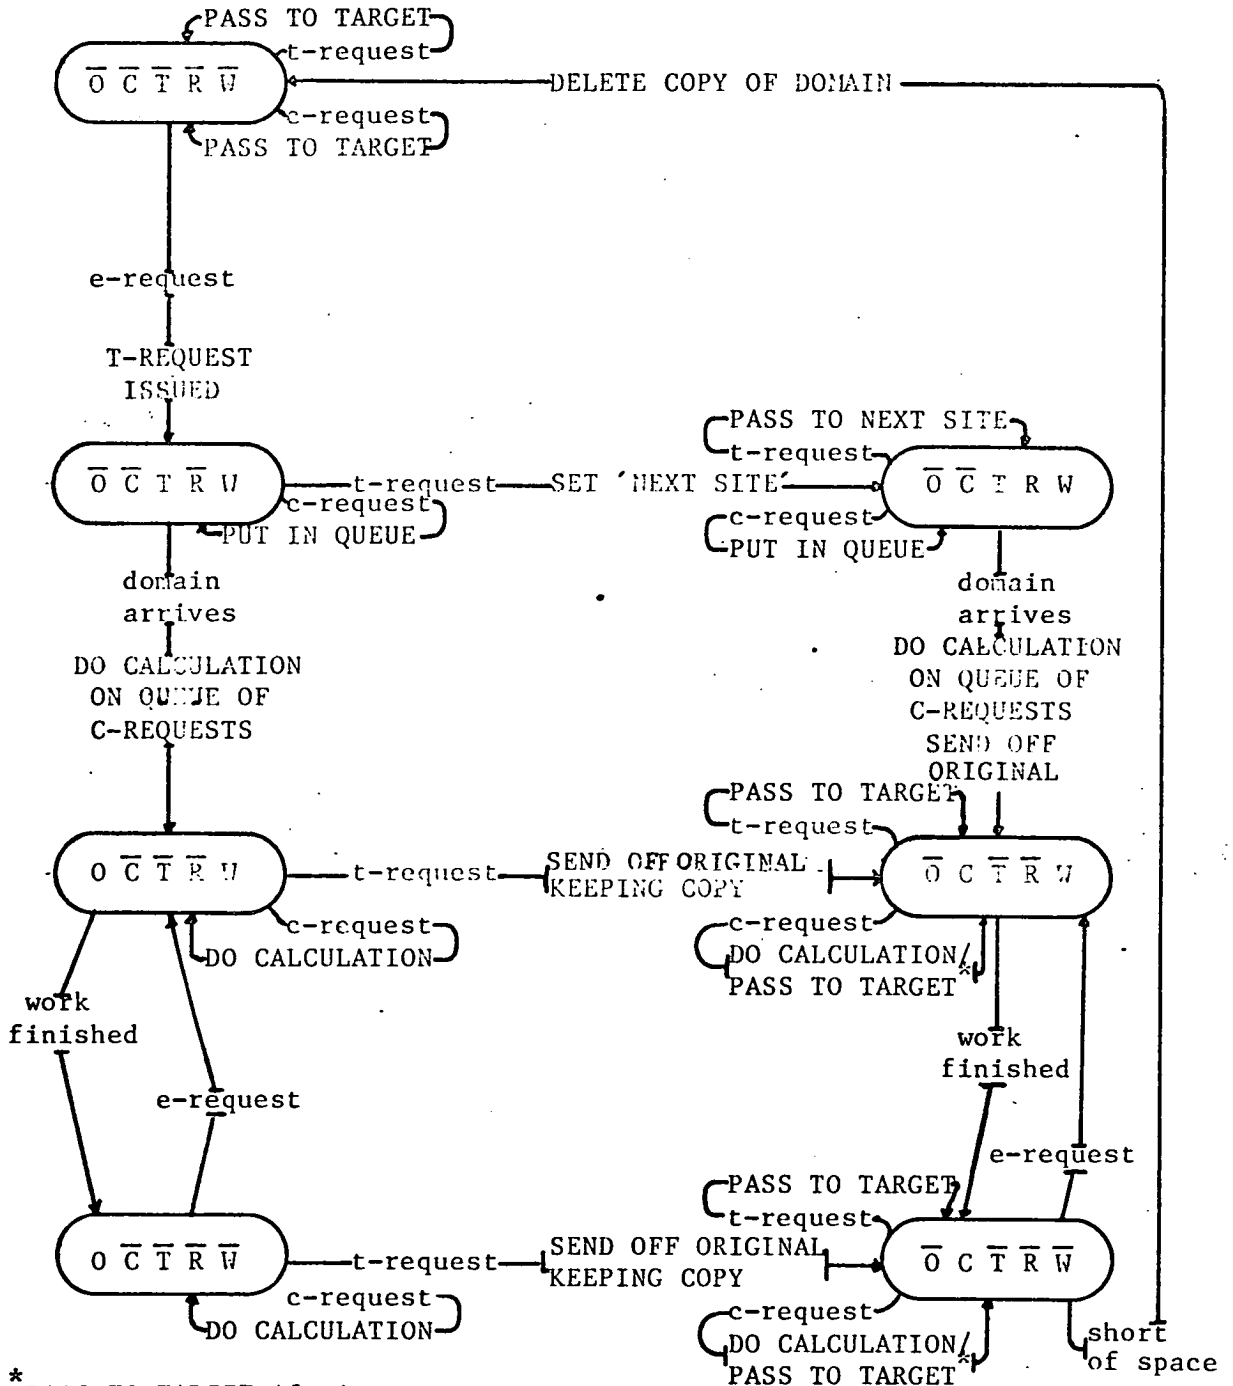 PASS TO TARGET
t-request
O̅ C̅ T̅ R̅ W̅
DELETE COPY OF DOMAIN
c-request
PASS TO TARGET
e-request
T-REQUEST
ISSUED
PASS TO NEXT SITE
t-request
O̅ C̅ T R̅ W
t-request
SET 'NEXT SITE'
O̅ C̅ T R W
c-request
PUT IN QUEUE
c-request
PUT IN QUEUE
domain
arrives
domain
arrives
DO CALCULATION
ON QUEUE OF
C-REQUESTS
DO CALCULATION
ON QUEUE OF
C-REQUESTS
SEND OFF
ORIGINAL
PASS TO TARGET
t-request
O C̅ T̅ R̅ W
t-request
SEND OFF ORIGINAL
KEEPING COPY
O̅ C T̅ R̅ W
c-request
DO CALCULATION
c-request
DO CALCULATION/
PASS TO TARGET*
work
finished
work
finished
e-request
e-request
PASS TO TARGET
t-request
O C̅ T̅ R̅ W̅
t-request
SEND OFF ORIGINAL
KEEPING COPY
O̅ C T̅ R̅ W̅
c-request
DO CALCULATION
c-request
DO CALCULATION/
PASS TO TARGET*
short
of space
*